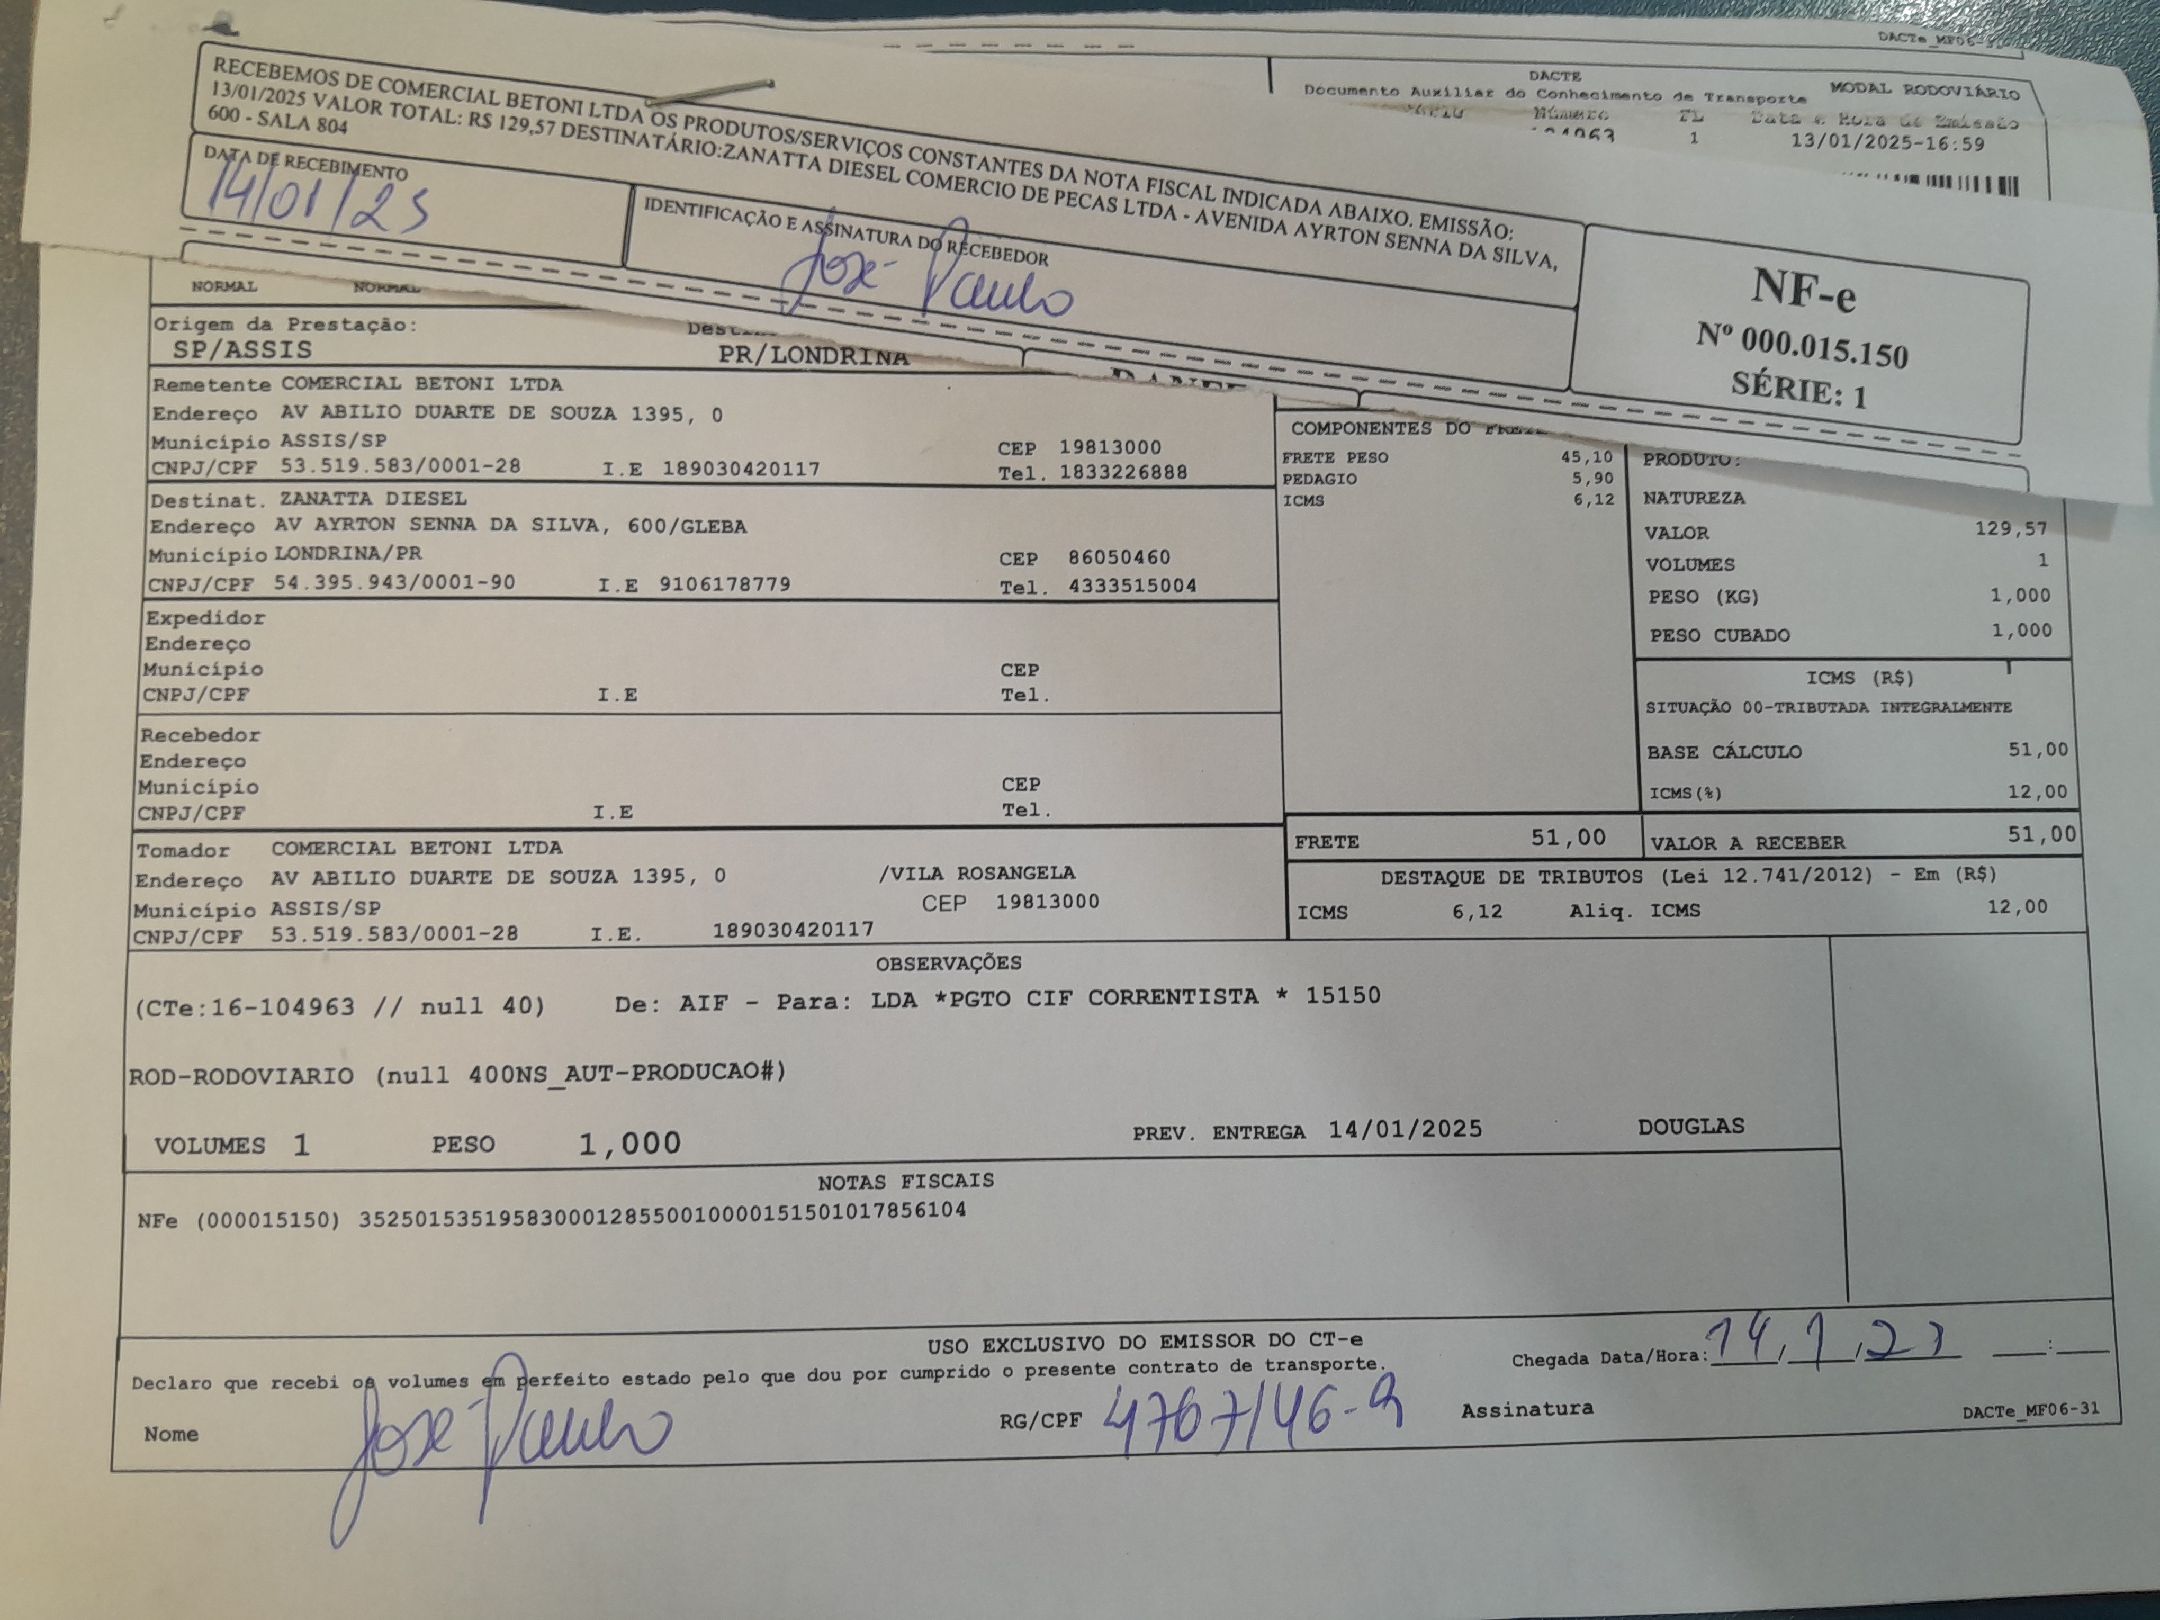 DACTe_MF06-31
DACTE
Documento Auxiliar do Conhecimento de Transporte
MODAL RODOVIÁRIO
Número FL Data e Hora de Emissão
1 13/01/2025-16:59
RECEBEMOS DE COMERCIAL BETONI LTDA OS PRODUTOS/SERVIÇOS CONSTANTES DA NOTA FISCAL INDICADA ABAIXO. EMISSÃO:
13/01/2025 VALOR TOTAL: R$ 129,57 DESTINATÁRIO:ZANATTA DIESEL COMERCIO DE PECAS LTDA - AVENIDA AYRTON SENNA DA SILVA,
600 - SALA 804
DATA DE RECEBIMENTO
14/01/25
IDENTIFICAÇÃO E ASSINATURA DO RECEBEDOR
José Paulo
NF-e
Nº 000.015.150
SÉRIE: 1
NORMAL NORMAL
Origem da Prestação:
SP/ASSIS PR/LONDRINA
Remetente COMERCIAL BETONI LTDA
Endereço AV ABILIO DUARTE DE SOUZA 1395, 0
Município ASSIS/SP CEP 19813000
CNPJ/CPF 53.519.583/0001-28 I.E 189030420117 Tel. 1833226888
Destinat. ZANATTA DIESEL
Endereço AV AYRTON SENNA DA SILVA, 600/GLEBA
Município LONDRINA/PR CEP 86050460
CNPJ/CPF 54.395.943/0001-90 I.E 9106178779 Tel. 4333515004
Expedidor
Endereço
Município CEP
CNPJ/CPF I.E Tel.
Recebedor
Endereço
Município CEP
CNPJ/CPF I.E Tel.
Tomador COMERCIAL BETONI LTDA
Endereço AV ABILIO DUARTE DE SOUZA 1395, 0 /VILA ROSANGELA
Município ASSIS/SP CEP 19813000
CNPJ/CPF 53.519.583/0001-28 I.E. 189030420117
COMPONENTES DO
FRETE PESO 45,10
PEDAGIO 5,90
ICMS 6,12
PRODUTO:
NATUREZA
VALOR 129,57
VOLUMES 1
PESO (KG) 1,000
PESO CUBADO 1,000
ICMS (R$)
SITUAÇÃO 00-TRIBUTADA INTEGRALMENTE
BASE CÁLCULO 51,00
ICMS(%) 12,00
FRETE 51,00 VALOR A RECEBER 51,00
DESTAQUE DE TRIBUTOS (Lei 12.741/2012) - Em (R$)
ICMS 6,12 Aliq. ICMS 12,00
OBSERVAÇÕES
(CTe:16-104963 // null 40) De: AIF - Para: LDA *PGTO CIF CORRENTISTA * 15150
ROD-RODOVIARIO (null 400NS_AUT-PRODUCAO#)
VOLUMES 1 PESO 1,000 PREV. ENTREGA 14/01/2025 DOUGLAS
NOTAS FISCAIS
NFe (000015150) 35250153519583000128550010000151501017856104
USO EXCLUSIVO DO EMISSOR DO CT-e
Declaro que recebi os volumes em perfeito estado pelo que dou por cumprido o presente contrato de transporte.
Chegada Data/Hora: 14,1, __:__
Nome José Paulo RG/CPF 4767146-9 Assinatura
DACTe_MF06-31